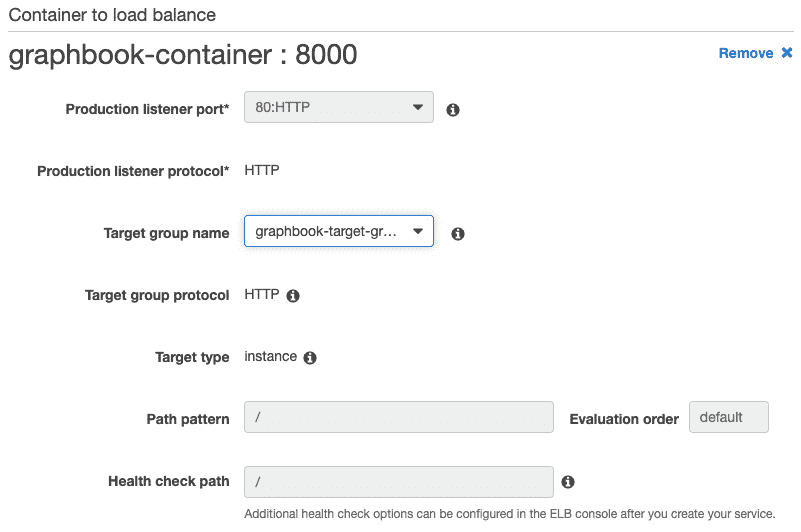 Container to load balance
graphbook-container : 8000 Remove ✖
Production listener port* 80:HTTP
Production listener protocol* HTTP
Target group name graphbook-target-gr...
Target group protocol HTTP
Target type instance
Path pattern / Evaluation order default
Health check path /
Additional health check options can be configured in the ELB console after you create your service.